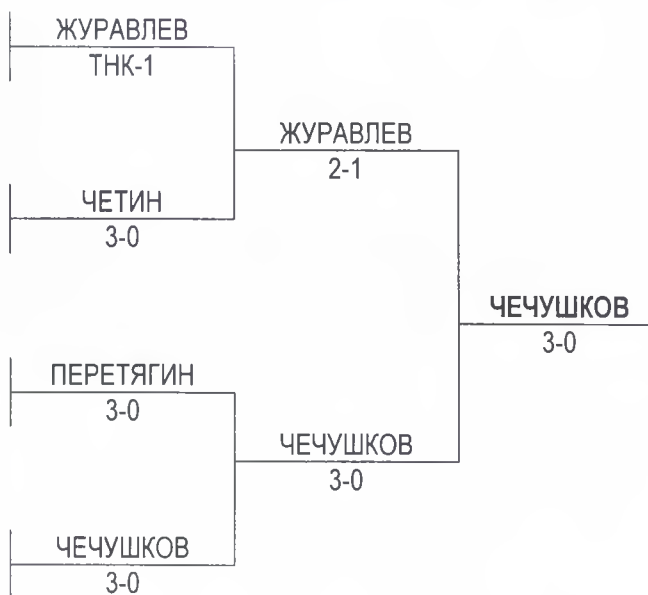 ЖУРАВЛЕВ
ТНК-1
ЖУРАВЛЕВ
2-1
ЧЕТИН
3-0
ЧЕЧУШКОВ
3-0
ПЕРЕТЯГИН
3-0
ЧЕЧУШКОВ
3-0
ЧЕЧУШКОВ
3-0